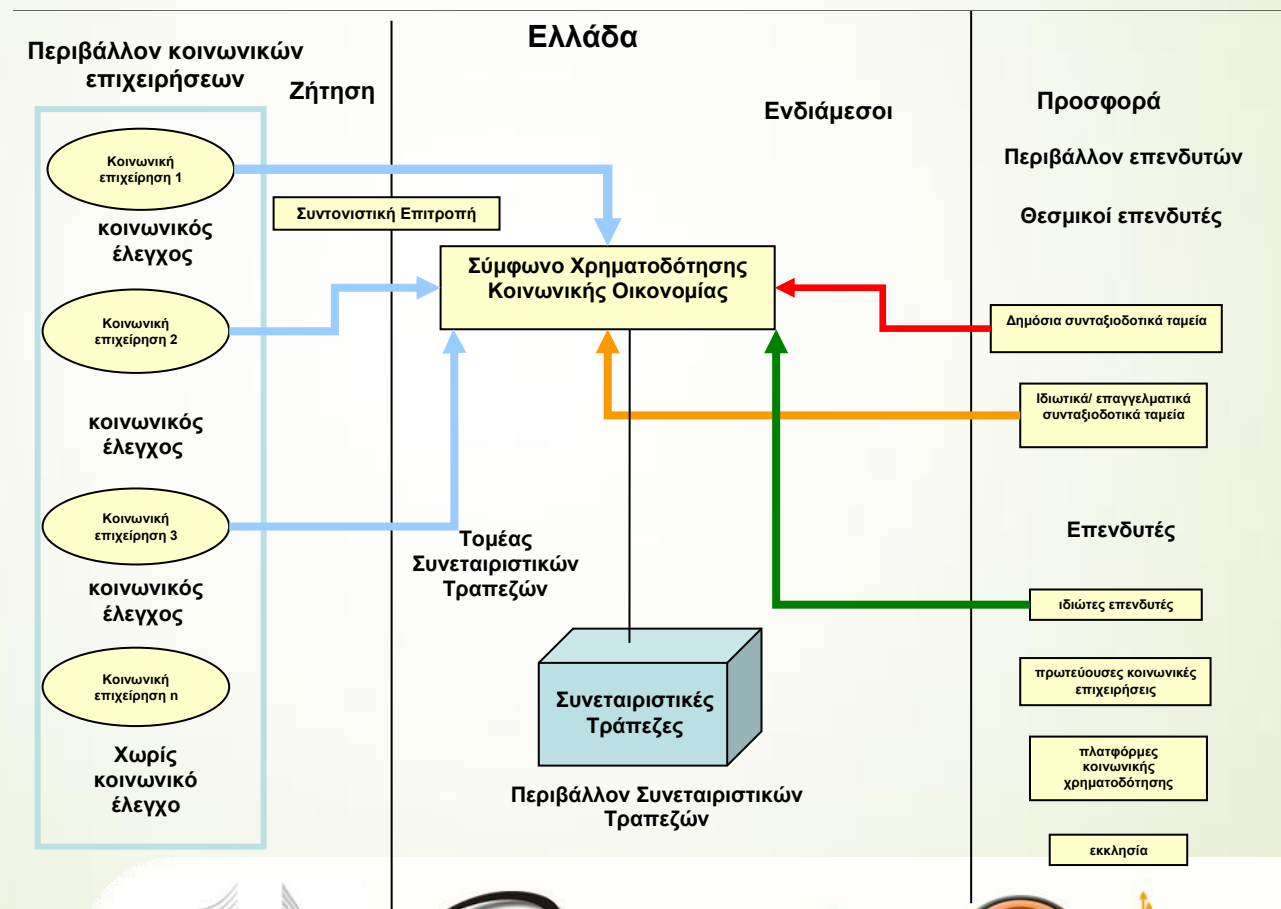 Ελλάδα
Περιβάλλον κοινωνικών
επιχειρήσεων
Ζήτηση
Κοινωνική
επιχείρηση 1
κοινωνικός
έλεγχος
Κοινωνική
επιχείρηση 2
κοινωνικός
έλεγχος
Κοινωνική
επιχείρηση 3
κοινωνικός
έλεγχος
Κοινωνική
επιχείρηση n
Χωρίς
κοινωνικό
έλεγχο
Ενδιάμεσοι
Συντονιστική Επιτροπή
Σύμφωνο Χρηματοδότησης
Κοινωνικής Οικονομίας
Τομέας
Συνεταιριστικών
Τραπεζών
Συνεταιριστικές
Τράπεζες
Περιβάλλον Συνεταιριστικών
Τραπεζών
Προσφορά
Περιβάλλον επενδυτών
Θεσμικοί επενδυτές
Δημόσια συνταξιοδοτικά ταμεία
Ιδιωτικά/ επαγγελματικά
συνταξιοδοτικά ταμεία
Επενδυτές
ιδιώτες επενδυτές
πρωτεύουσες κοινωνικές
επιχειρήσεις
πλατφόρμες
κοινωνικής
χρηματοδότησης
εκκλησία